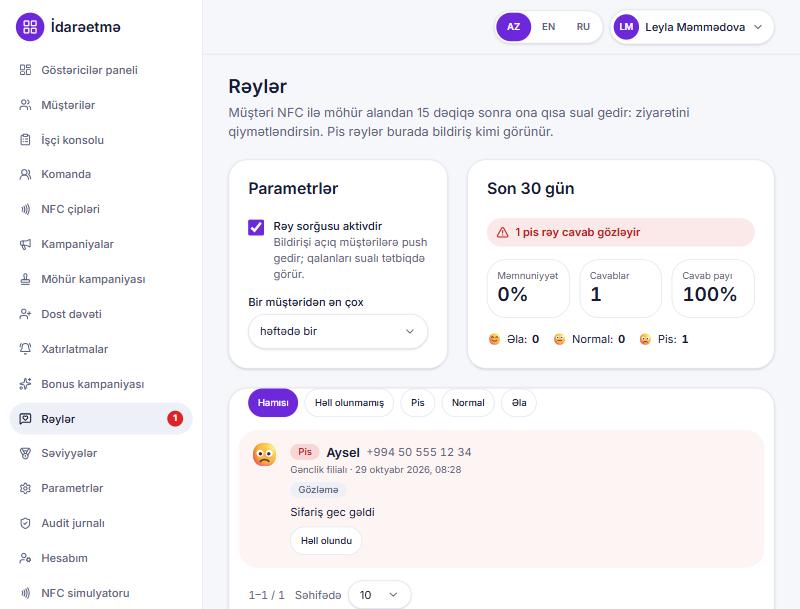 İdarəetmə
AZ EN RU
LM Leyla Məmmədova
Göstəricilər paneli
Müştərilər
İşçi konsolu
Komanda
NFC çipləri
Kampaniyalar
Möhür kampaniyası
Dost dəvəti
Xatırlatmalar
Bonus kampaniyası
Rəylər 1
Səviyyələr
Parametrlər
Audit jurnalı
Hesabım
NFC simulyatoru
Rəylər
Müştəri NFC ilə möhür alandan 15 dəqiqə sonra ona qısa sual gedir: ziyarətini
qiymətləndirsin. Pis rəylər burada bildiriş kimi görünür.
Parametrlər
Rəy sorğusu aktivdir
Bildirişi açıq müştərilərə push
gedir; qalanları sualı tətbiqdə
görür.
Bir müştəridən ən çox
həftədə bir
Son 30 gün
1 pis rəy cavab gözləyir
Məmnuniyyət
0%
Cavablar
1
Cavab payı
100%
Əla: 0 Normal: 0 Pis: 1
Hamısı Həll olunmamış Pis Normal Əla
Pis Aysel +994 50 555 12 34
Gənclik filialı · 29 oktyabr 2026, 08:28
Gözləmə
Sifariş gec gəldi
Həll olundu
1–1 / 1 Səhifədə 10